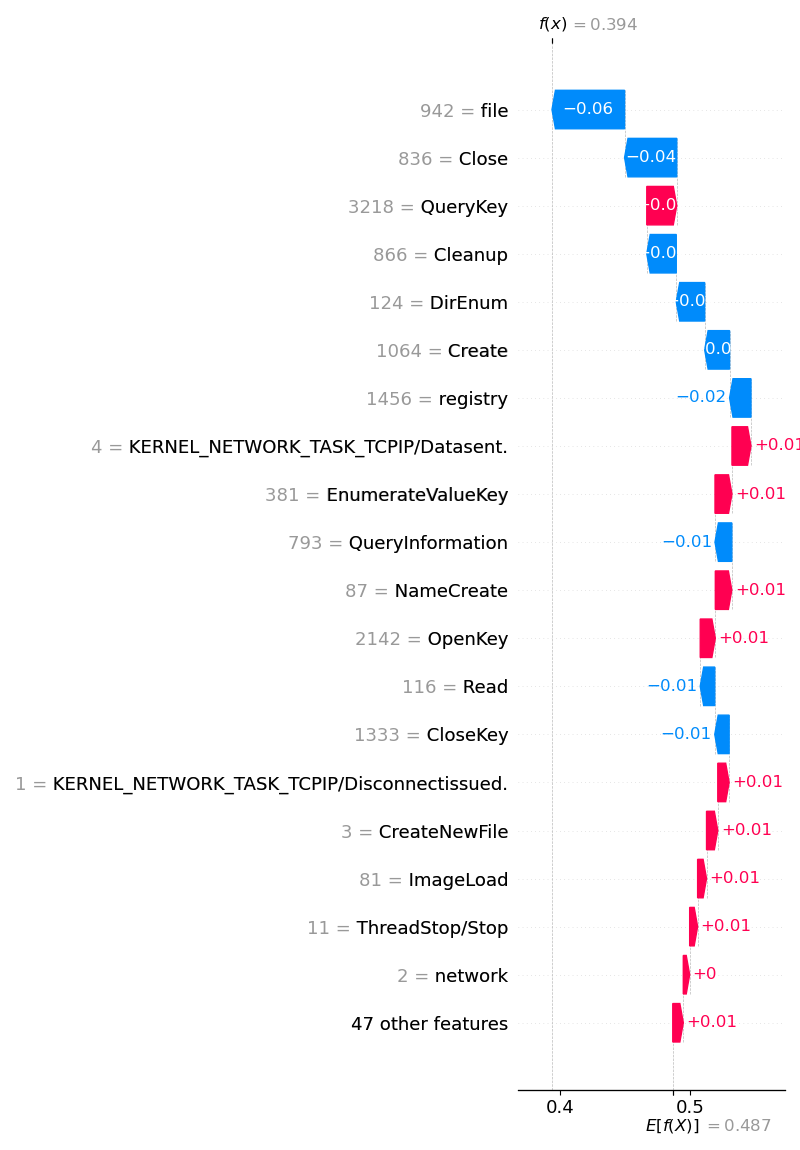 f(x) = 0.394
942 = file −0.06
836 = Close −0.04
3218 = QueryKey
866 = Cleanup
124 = DirEnum
1064 = Create
1456 = registry −0.02
4 = KERNEL_NETWORK_TASK_TCPIP/Datasent. +0.01
381 = EnumerateValueKey +0.01
793 = QueryInformation −0.01
87 = NameCreate +0.01
2142 = OpenKey +0.01
116 = Read −0.01
1333 = CloseKey −0.01
1 = KERNEL_NETWORK_TASK_TCPIP/Disconnectissued. +0.01
3 = CreateNewFile +0.01
81 = ImageLoad +0.01
11 = ThreadStop/Stop +0.01
2 = network +0
47 other features +0.01
0.4 0.5
E[f(X)] = 0.487